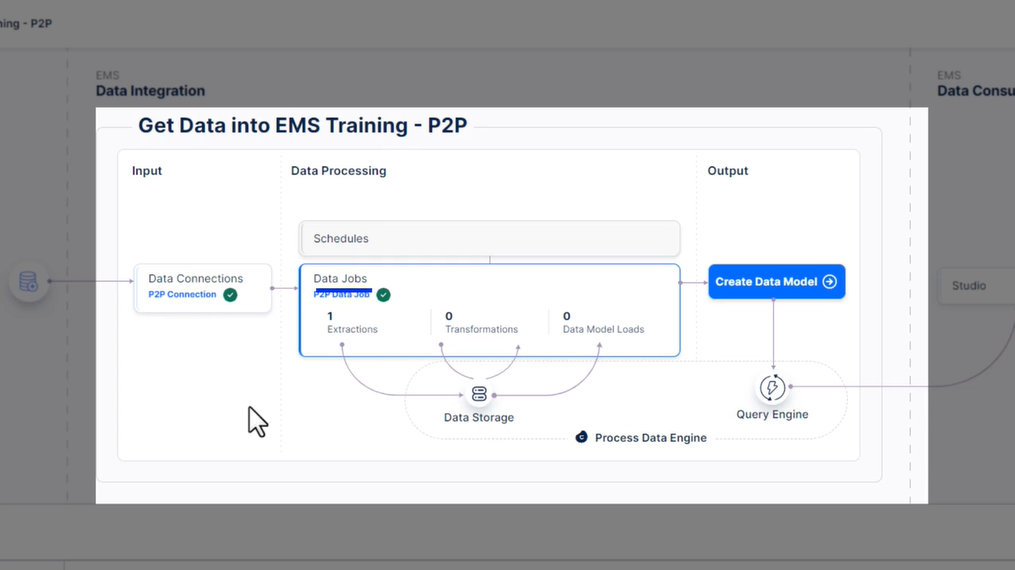 ning - P2P
EMS
Data Integration
EMS
Data Consu
Get Data into EMS Training - P2P
Input
Data Processing
Output
Schedules
Data Connections
P2P Connection
Data Jobs
P2P Data Job
Create Data Model
1
Extractions
0
Transformations
0
Data Model Loads
Studio
Data Storage
Query Engine
Process Data Engine